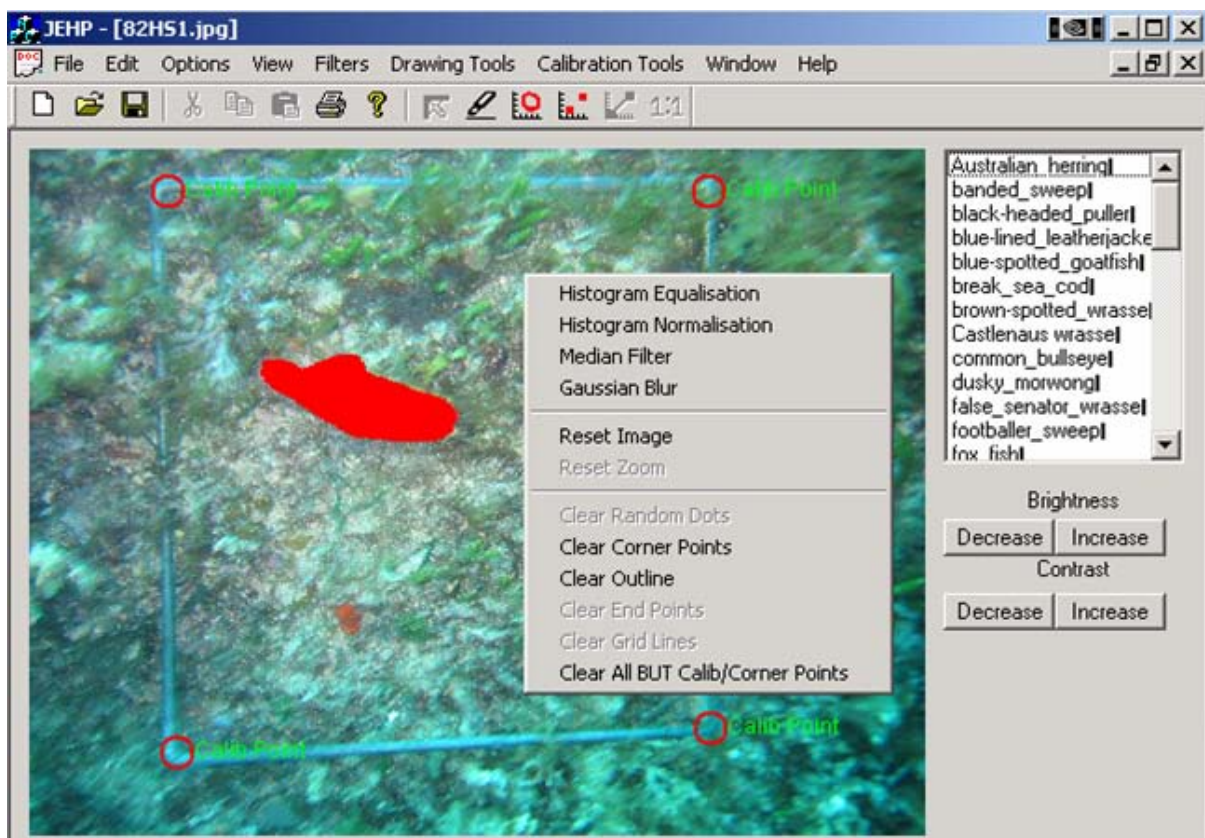 JEHP - [82HS1.jpg]
File Edit Options View Filters Drawing Tools Calibration Tools Window Help
1:1
Calib Point
Calib Point
Australian_herring
banded_sweep
black-headed_puller
blue-lined_leatherjacke
blue-spotted_goatfish
break_sea_cod
brown-spotted_wrasse
Castlenaus wrasse
common_bullseye
dusky_morwong
false_senator_wrasse
footballer_sweep
fox_fish
Histogram Equalisation
Histogram Normalisation
Median Filter
Gaussian Blur
Reset Image
Reset Zoom
Clear Random Dots
Clear Corner Points
Clear Outline
Clear End Points
Clear Grid Lines
Clear All BUT Calib/Corner Points
Brightness
Decrease Increase
Contrast
Decrease Increase
Calib Point
Calib Point